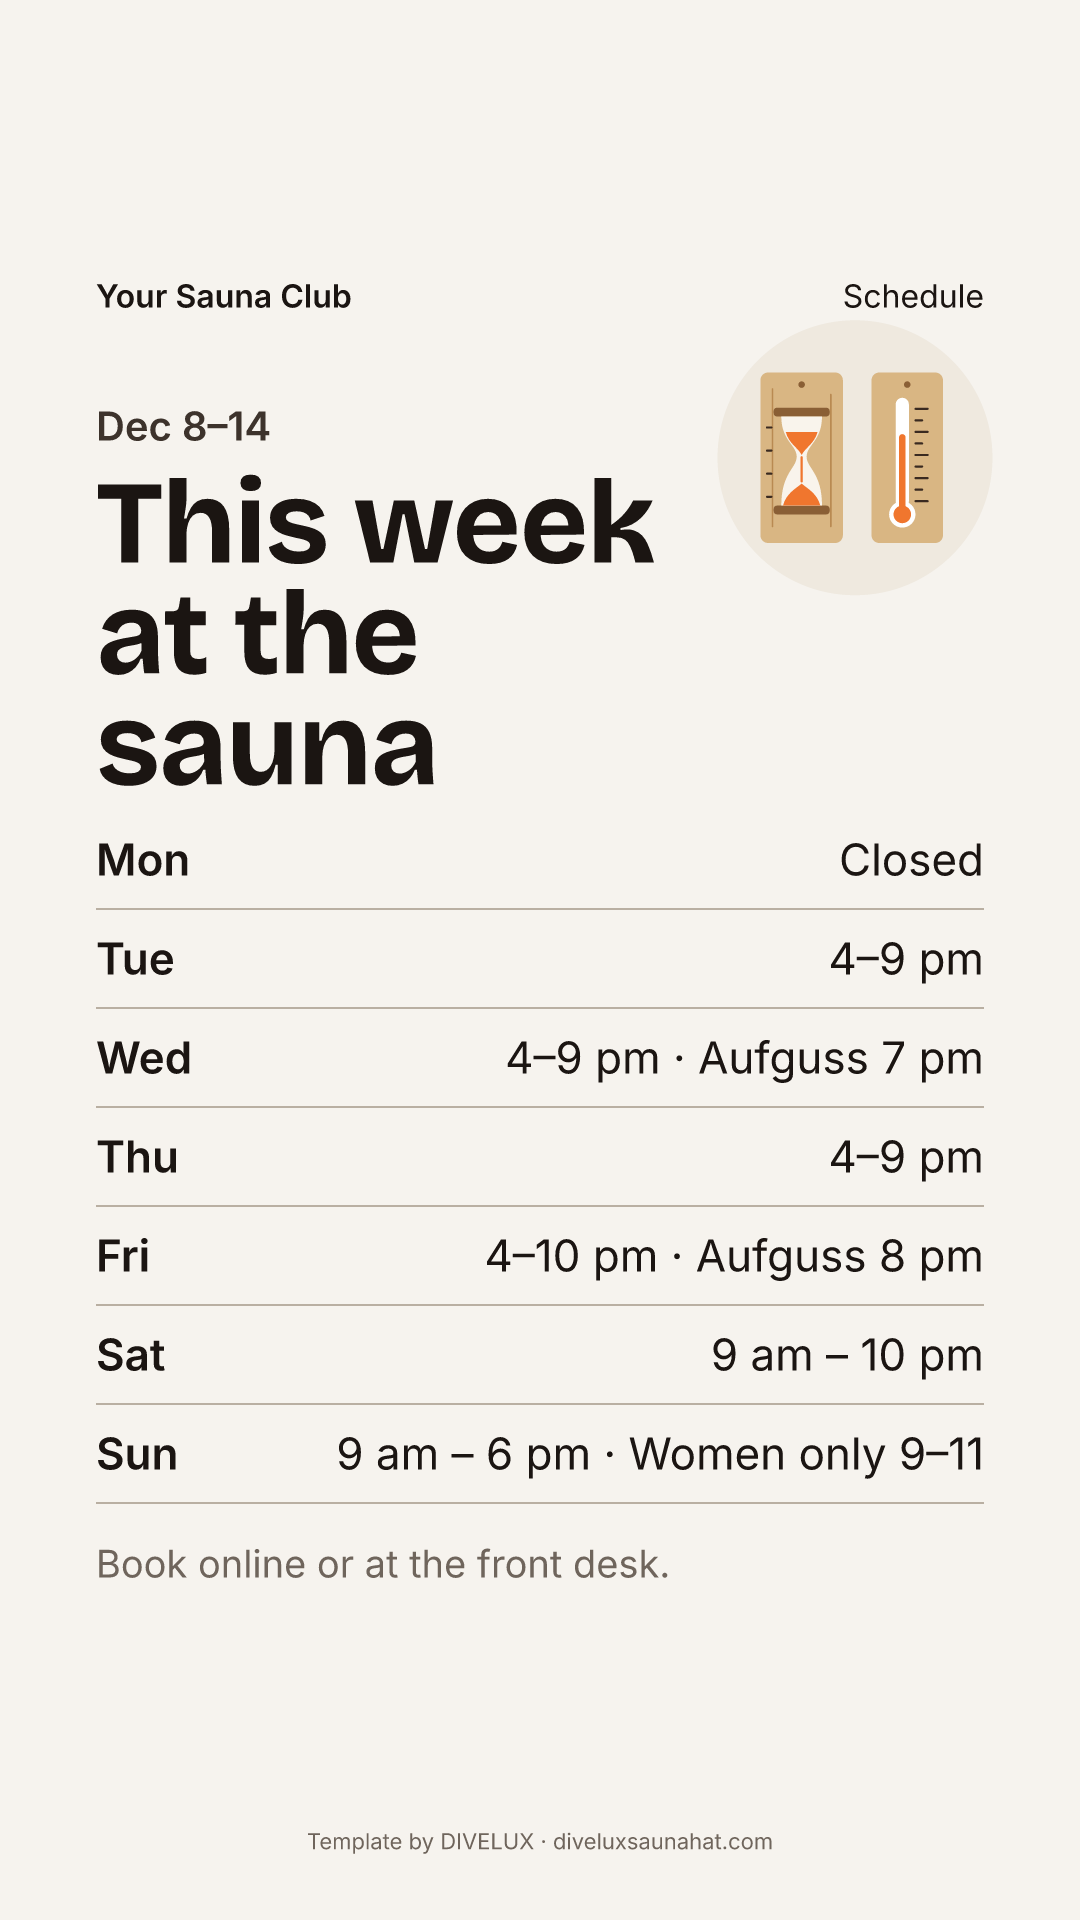 Your Sauna Club
Schedule
Dec 8–14
This week
at the
sauna
Mon Closed
Tue 4–9 pm
Wed 4–9 pm · Aufguss 7 pm
Thu 4–9 pm
Fri 4–10 pm · Aufguss 8 pm
Sat 9 am – 10 pm
Sun 9 am – 6 pm · Women only 9–11
Book online or at the front desk.
Template by DIVELUX · diveluxsaunahat.com